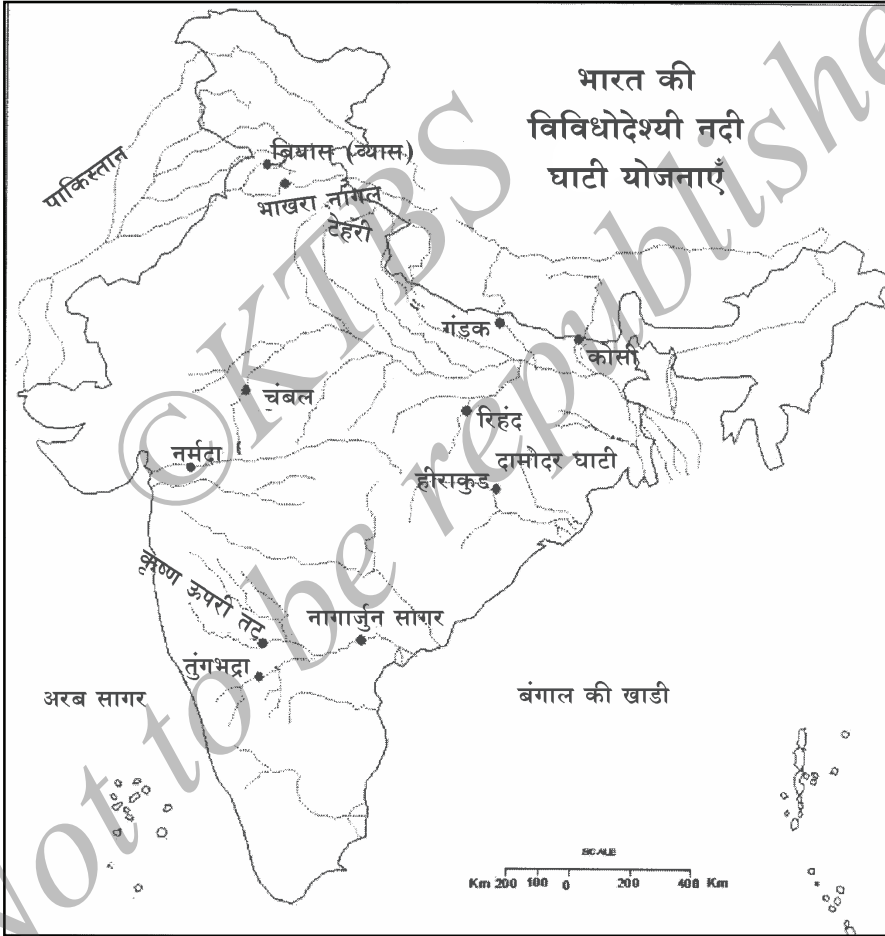 भारत की
विविधोदेश्यी नदी
घाटी योजनाएँ
पाकिस्तान
बियास (व्यास)
भाखरा नांगल
टेहरी
गंडक
कोसी
चंबल
रिहंद
नर्मदा
दामोदर घाटी
हीराकुड
कृष्ण ऊपरी तट
नागार्जुन सागर
तुंगभद्रा
अरब सागर
बंगाल की खाडी
SCALE
Km 200 100 0 200 400 Km
©KTBS
Not to be republished